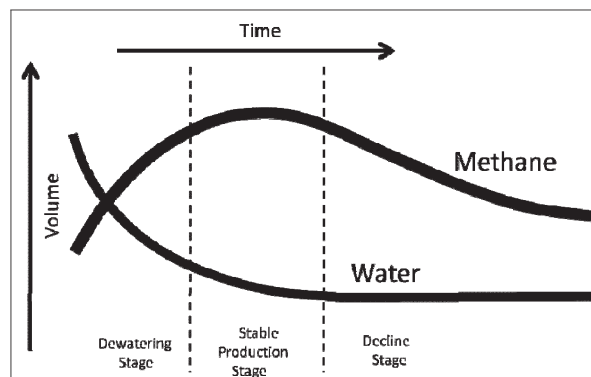 Time
Volume
Methane
Water
Dewatering
Stage
Stable
Production
Stage
Decline
Stage